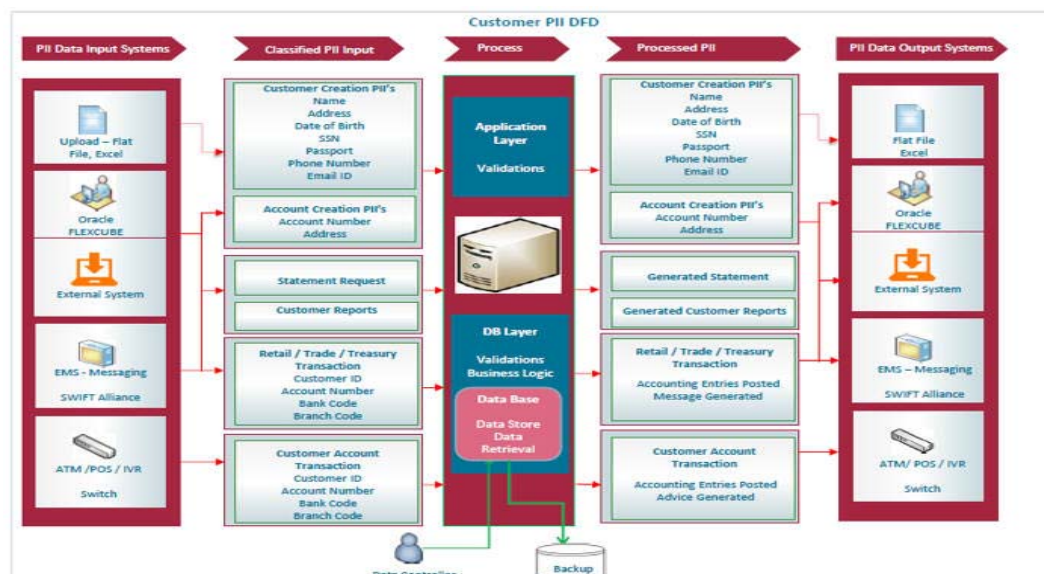 Customer PII DFD
PII Data Input Systems
Classified PII Input
Process
Processed PII
PII Data Output Systems
Upload – Flat
File, Excel
Oracle
FLEXCUBE
External System
EMS - Messaging
SWIFT Alliance
ATM /POS / IVR
Switch
Customer Creation PII's
Name
Address
Date of Birth
SSN
Passport
Phone Number
Email ID
Account Creation PII's
Account Number
Address
Statement Request
Customer Reports
Retail / Trade / Treasury
Transaction
Customer ID
Account Number
Bank Code
Branch Code
Customer Account
Transaction
Customer ID
Account Number
Bank Code
Branch Code
Application
Layer
Validations
DB Layer
Validations
Business Logic
Data Base
Data Store
Data
Retrieval
Customer Creation PII's
Name
Address
Date of Birth
SSN
Passport
Phone Number
Email ID
Account Creation PII's
Account Number
Address
Generated Statement
Generated Customer Reports
Retail / Trade / Treasury
Transaction
Accounting Entries Posted
Message Generated
Customer Account
Transaction
Accounting Entries Posted
Advice Generated
Flat File
Excel
Oracle
FLEXCUBE
External System
EMS – Messaging
SWIFT Alliance
ATM/ POS / IVR
Switch
Data Controller
Backup